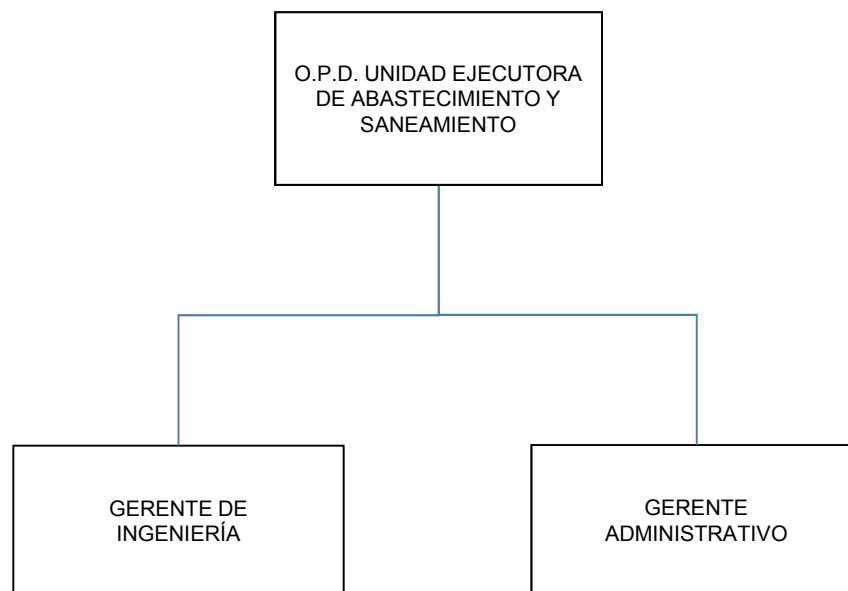 O.P.D. UNIDAD EJECUTORA
DE ABASTECIMIENTO Y
SANEAMIENTO
GERENTE DE
INGENIERÍA
GERENTE
ADMINISTRATIVO